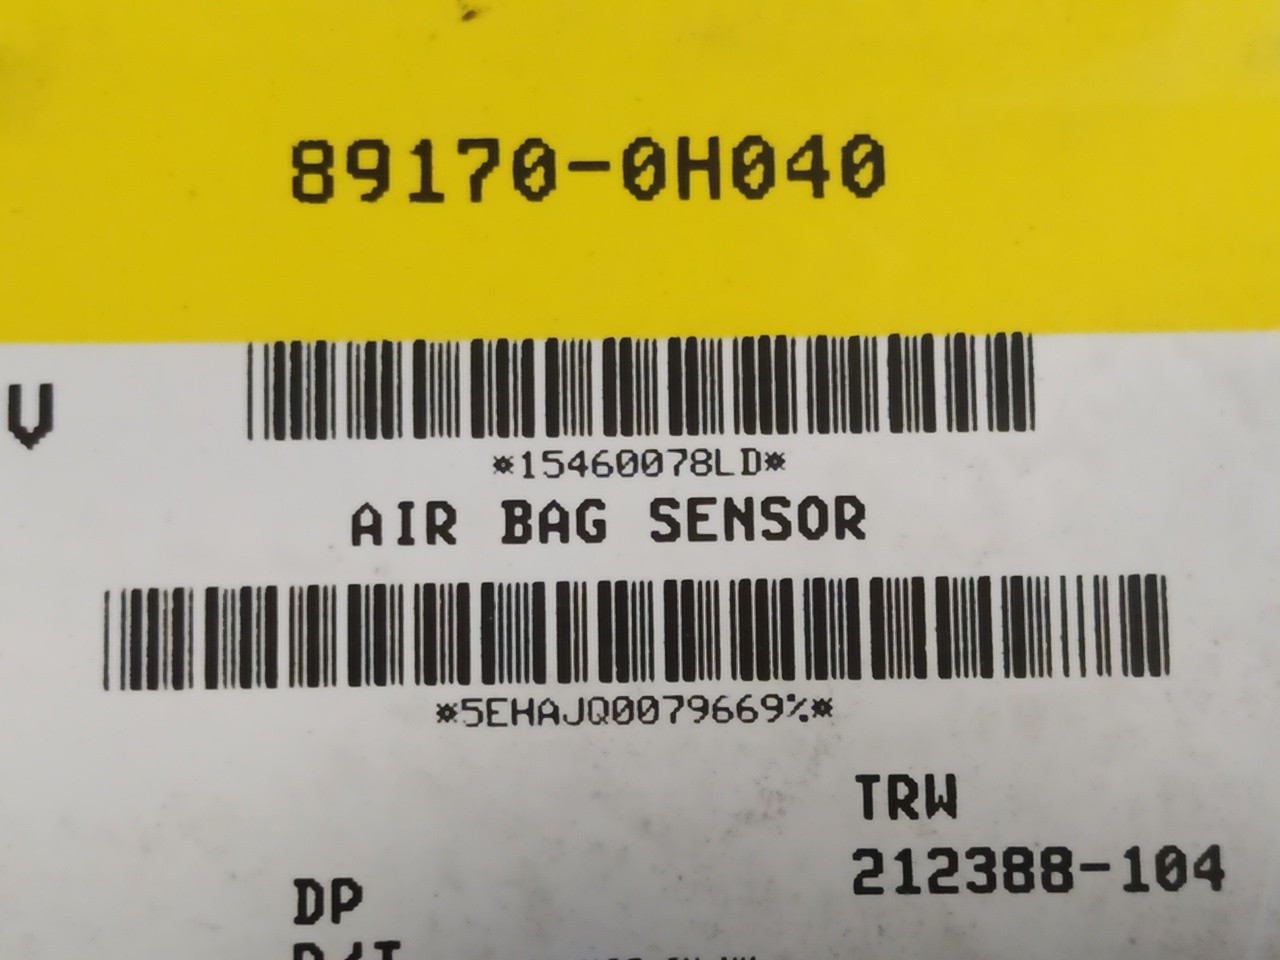 89170-0H040
V
*15460078LD*
AIR BAG SENSOR
*5EHAJQ0079669%*
TRW
212388-104
DP